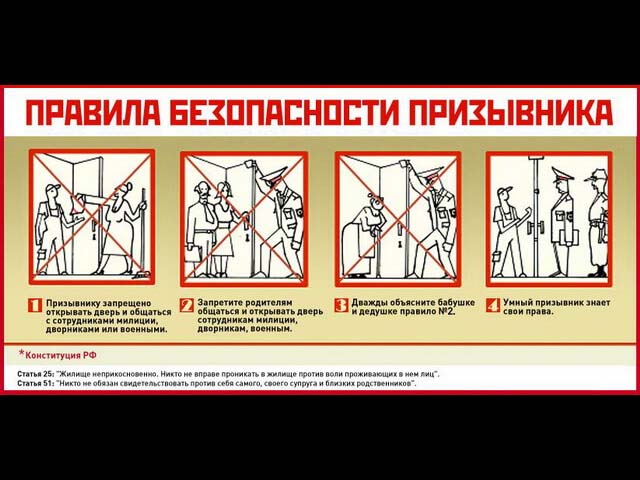 ПРАВИЛА БЕЗОПАСНОСТИ ПРИЗЫВНИКА
1 Призывнику запрещено
открывать дверь и общаться
с сотрудниками милиции,
дворниками или военными.
2 Запретите родителям
общаться и открывать дверь
сотрудникам милиции,
дворникам, военным.
3 Дважды объясните бабушке
и дедушке правило №2.
4 Умный призывник знает
свои права.
*Конституция РФ
Статья 25: "Жилище неприкосновенно. Никто не вправе проникать в жилище против воли проживающих в нем лиц".
Статья 51: "Никто не обязан свидетельствовать против себя самого, своего супруга и близких родственников".